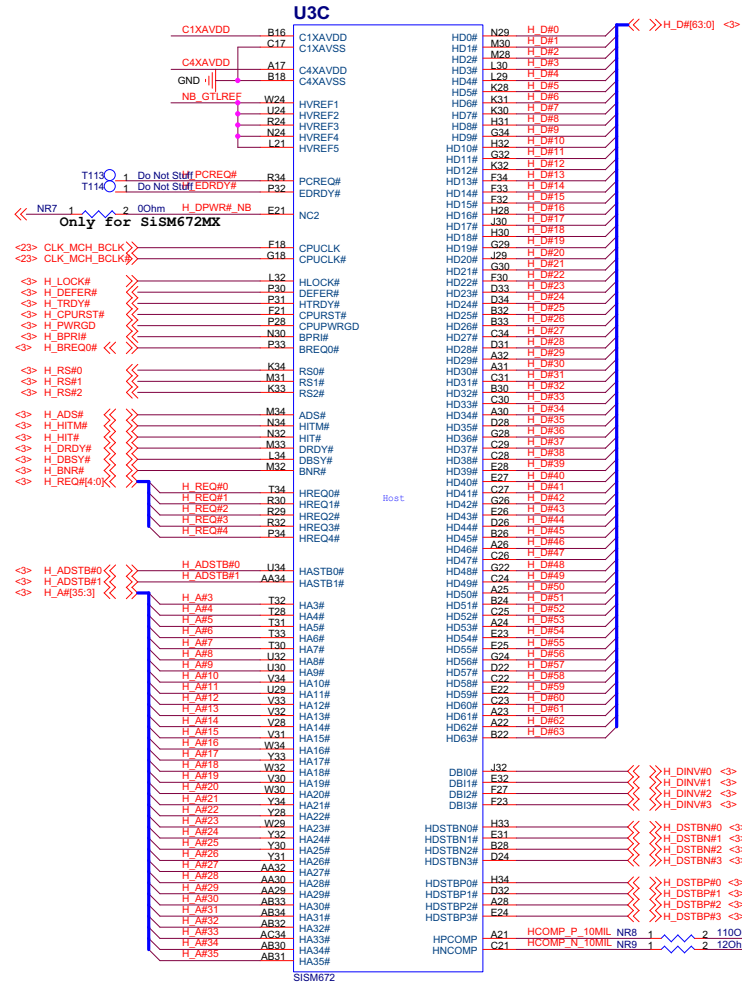 U3C
C1XAVDD B16 C1XAVDD
C17 C1XAVSS
C4XAVDD A17 C4XAVDD
GND B18 C4XAVSS
NB_GTLREF W24 HVREF1
U24 HVREF2
R24 HVREF3
N24 HVREF4
L21 HVREF5
T113 1 Do Not Stuff H_PCREQ# R34 PCREQ#
T114 1 Do Not Stuff H_EDRDY# P32 EDRDY#
NR7 1 2 0Ohm H_DPWR#_NB E21 NC2
Only for SiSM672MX
<23> CLK_MCH_BCLK F18 CPUCLK
<23> CLK_MCH_BCLK# G18 CPUCLK#
<3> H_LOCK# L32 HLOCK#
<3> H_DEFER# P30 DEFER#
<3> H_TRDY# P31 HTRDY#
<3> H_CPURST# F21 CPURST#
<3> H_PWRGD P28 CPUPWRGD
<3> H_BPRI# N30 BPRI#
<3> H_BREQ0# P33 BREQ0#
<3> H_RS#0 K34 RS0#
<3> H_RS#1 M31 RS1#
<3> H_RS#2 K33 RS2#
<3> H_ADS# M34 ADS#
<3> H_HITM# N34 HITM#
<3> H_HIT# N32 HIT#
<3> H_DRDY# M33 DRDY#
<3> H_DBSY# L34 DBSY#
<3> H_BNR# M32 BNR#
<3> H_REQ#[4:0]
H_REQ#0 T34 HREQ0#
H_REQ#1 R30 HREQ1#
H_REQ#2 R29 HREQ2#
H_REQ#3 R32 HREQ3#
H_REQ#4 P34 HREQ4#
<3> H_ADSTB#0 H_ADSTB#0 U34 HASTB0#
<3> H_ADSTB#1 H_ADSTB#1 AA34 HASTB1#
<3> H_A#[35:3]
H_A#3 T32 HA3#
H_A#4 T28 HA4#
H_A#5 T31 HA5#
H_A#6 T33 HA6#
H_A#7 T30 HA7#
H_A#8 U32 HA8#
H_A#9 U30 HA9#
H_A#10 V34 HA10#
H_A#11 U29 HA11#
H_A#12 V33 HA12#
H_A#13 V32 HA13#
H_A#14 V28 HA14#
H_A#15 V31 HA15#
H_A#16 W34 HA16#
H_A#17 Y33 HA17#
H_A#18 W32 HA18#
H_A#19 V30 HA19#
H_A#20 W30 HA20#
H_A#21 Y34 HA21#
H_A#22 Y28 HA22#
H_A#23 W29 HA23#
H_A#24 Y32 HA24#
H_A#25 Y30 HA25#
H_A#26 Y31 HA26#
H_A#27 AA32 HA27#
H_A#28 AA30 HA28#
H_A#29 AA29 HA29#
H_A#30 AB33 HA30#
H_A#31 AB34 HA31#
H_A#32 AB32 HA32#
H_A#33 AC34 HA33#
H_A#34 AB30 HA34#
H_A#35 AB31 HA35#
Host
HD0# N29 H_D#0 H_D#[63:0] <3>
HD1# M30 H_D#1
HD2# M28 H_D#2
HD3# L30 H_D#3
HD4# L29 H_D#4
HD5# K28 H_D#5
HD6# K31 H_D#6
HD7# K30 H_D#7
HD8# H31 H_D#8
HD9# G34 H_D#9
HD10# H32 H_D#10
HD11# G32 H_D#11
HD12# K32 H_D#12
HD13# F34 H_D#13
HD14# F33 H_D#14
HD15# F32 H_D#15
HD16# H28 H_D#16
HD17# J30 H_D#17
HD18# H30 H_D#18
HD19# G29 H_D#19
HD20# J29 H_D#20
HD21# G30 H_D#21
HD22# F30 H_D#22
HD23# D33 H_D#23
HD24# D34 H_D#24
HD25# B32 H_D#25
HD26# B33 H_D#26
HD27# C34 H_D#27
HD28# D31 H_D#28
HD29# A32 H_D#29
HD30# A31 H_D#30
HD31# C31 H_D#31
HD32# B30 H_D#32
HD33# C30 H_D#33
HD34# A30 H_D#34
HD35# D28 H_D#35
HD36# G28 H_D#36
HD37# C29 H_D#37
HD38# C28 H_D#38
HD39# E28 H_D#39
HD40# E27 H_D#40
HD41# C27 H_D#41
HD42# G26 H_D#42
HD43# E26 H_D#43
HD44# D26 H_D#44
HD45# B26 H_D#45
HD46# A26 H_D#46
HD47# C26 H_D#47
HD48# G22 H_D#48
HD49# C24 H_D#49
HD50# A25 H_D#50
HD51# B24 H_D#51
HD52# C25 H_D#52
HD53# A24 H_D#53
HD54# E23 H_D#54
HD55# E25 H_D#55
HD56# G24 H_D#56
HD57# D22 H_D#57
HD58# C22 H_D#58
HD59# E22 H_D#59
HD60# C23 H_D#60
HD61# A23 H_D#61
HD62# A22 H_D#62
HD63# B22 H_D#63
DBI0# J32 H_DINV#0 <3>
DBI1# E32 H_DINV#1 <3>
DBI2# F27 H_DINV#2 <3>
DBI3# F23 H_DINV#3 <3>
HDSTBN0# H33 H_DSTBN#0 <3>
HDSTBN1# E31 H_DSTBN#1 <3>
HDSTBN2# B28 H_DSTBN#2 <3>
HDSTBN3# D24 H_DSTBN#3 <3>
HDSTBP0# H34 H_DSTBP#0 <3>
HDSTBP1# D32 H_DSTBP#1 <3>
HDSTBP2# A28 H_DSTBP#2 <3>
HDSTBP3# E24 H_DSTBP#3 <3>
HPCOMP A21 HCOMP_P_10MIL NR8 1 2 110O
HNCOMP C21 HCOMP_N_10MIL NR9 1 2 12Oh
SISM672